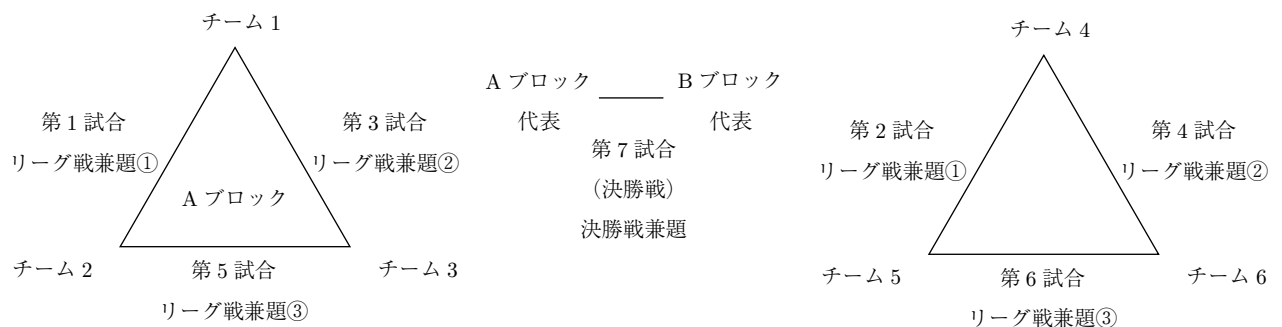 チーム 1
第 1 試合
リーグ戦兼題①
第 3 試合
リーグ戦兼題②
A ブロック
チーム 2
第 5 試合
リーグ戦兼題③
チーム 3
A ブロック
代表
B ブロック
代表
第 7 試合
（決勝戦）
決勝戦兼題
チーム 4
第 2 試合
リーグ戦兼題①
第 4 試合
リーグ戦兼題②
チーム 5
第 6 試合
リーグ戦兼題③
チーム 6